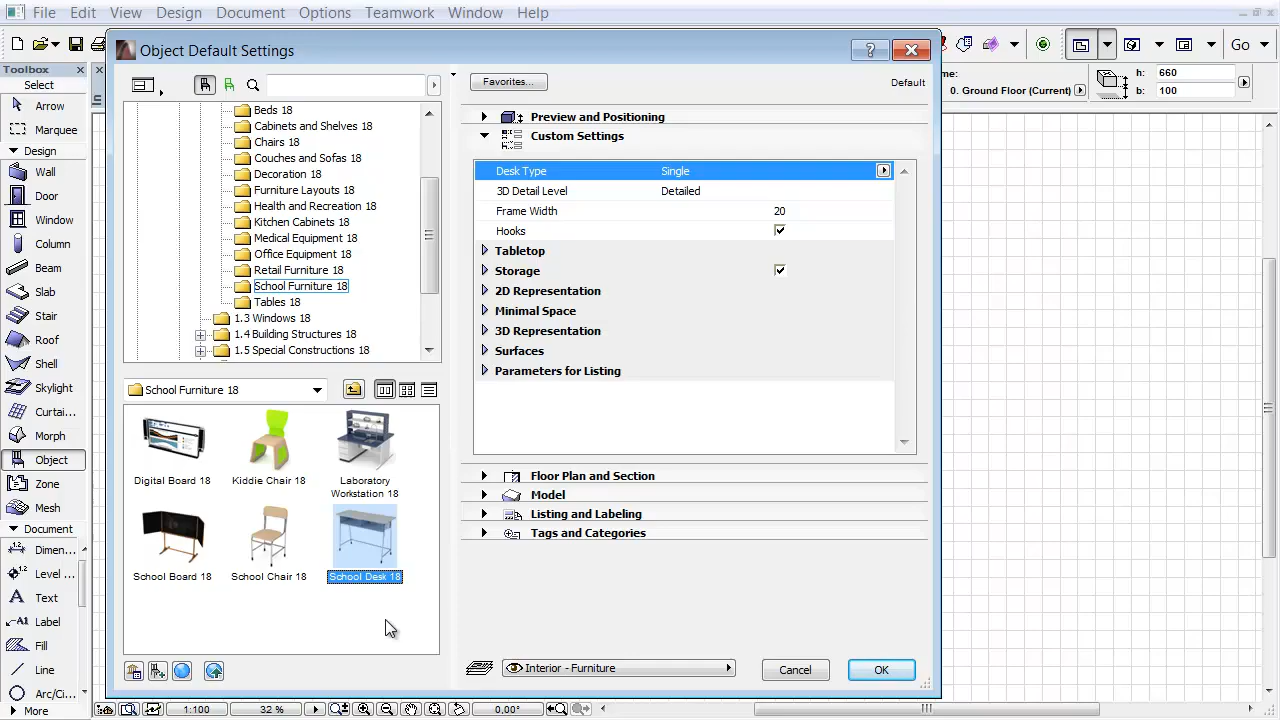 File Edit View Design Document Options Teamwork Window Help
Object Default Settings
Go
Toolbox
Select
Arrow
Marquee
Design
Wall
Door
Window
Column
Beam
Slab
Stair
Roof
Shell
Skylight
Curtai...
Morph
Object
Zone
Mesh
Document
Dimen...
Level ...
Text
Label
Fill
Line
Arc/Ci...
More
Beds 18
Cabinets and Shelves 18
Chairs 18
Couches and Sofas 18
Decoration 18
Furniture Layouts 18
Health and Recreation 18
Kitchen Cabinets 18
Medical Equipment 18
Office Equipment 18
Retail Furniture 18
School Furniture 18
Tables 18
1.3 Windows 18
1.4 Building Structures 18
1.5 Special Constructions 18
School Furniture 18
Digital Board 18
Kiddie Chair 18
Laboratory
Workstation 18
School Board 18
School Chair 18
School Desk 18
Favorites...
Default
Preview and Positioning
Custom Settings
Desk Type Single
3D Detail Level Detailed
Frame Width 20
Hooks
Tabletop
Storage
2D Representation
Minimal Space
3D Representation
Surfaces
Parameters for Listing
Floor Plan and Section
Model
Listing and Labeling
Tags and Categories
Interior - Furniture
Cancel
OK
me:
0. Ground Floor (Current)
h: 660
b: 100
1:100
32 %
0,00°